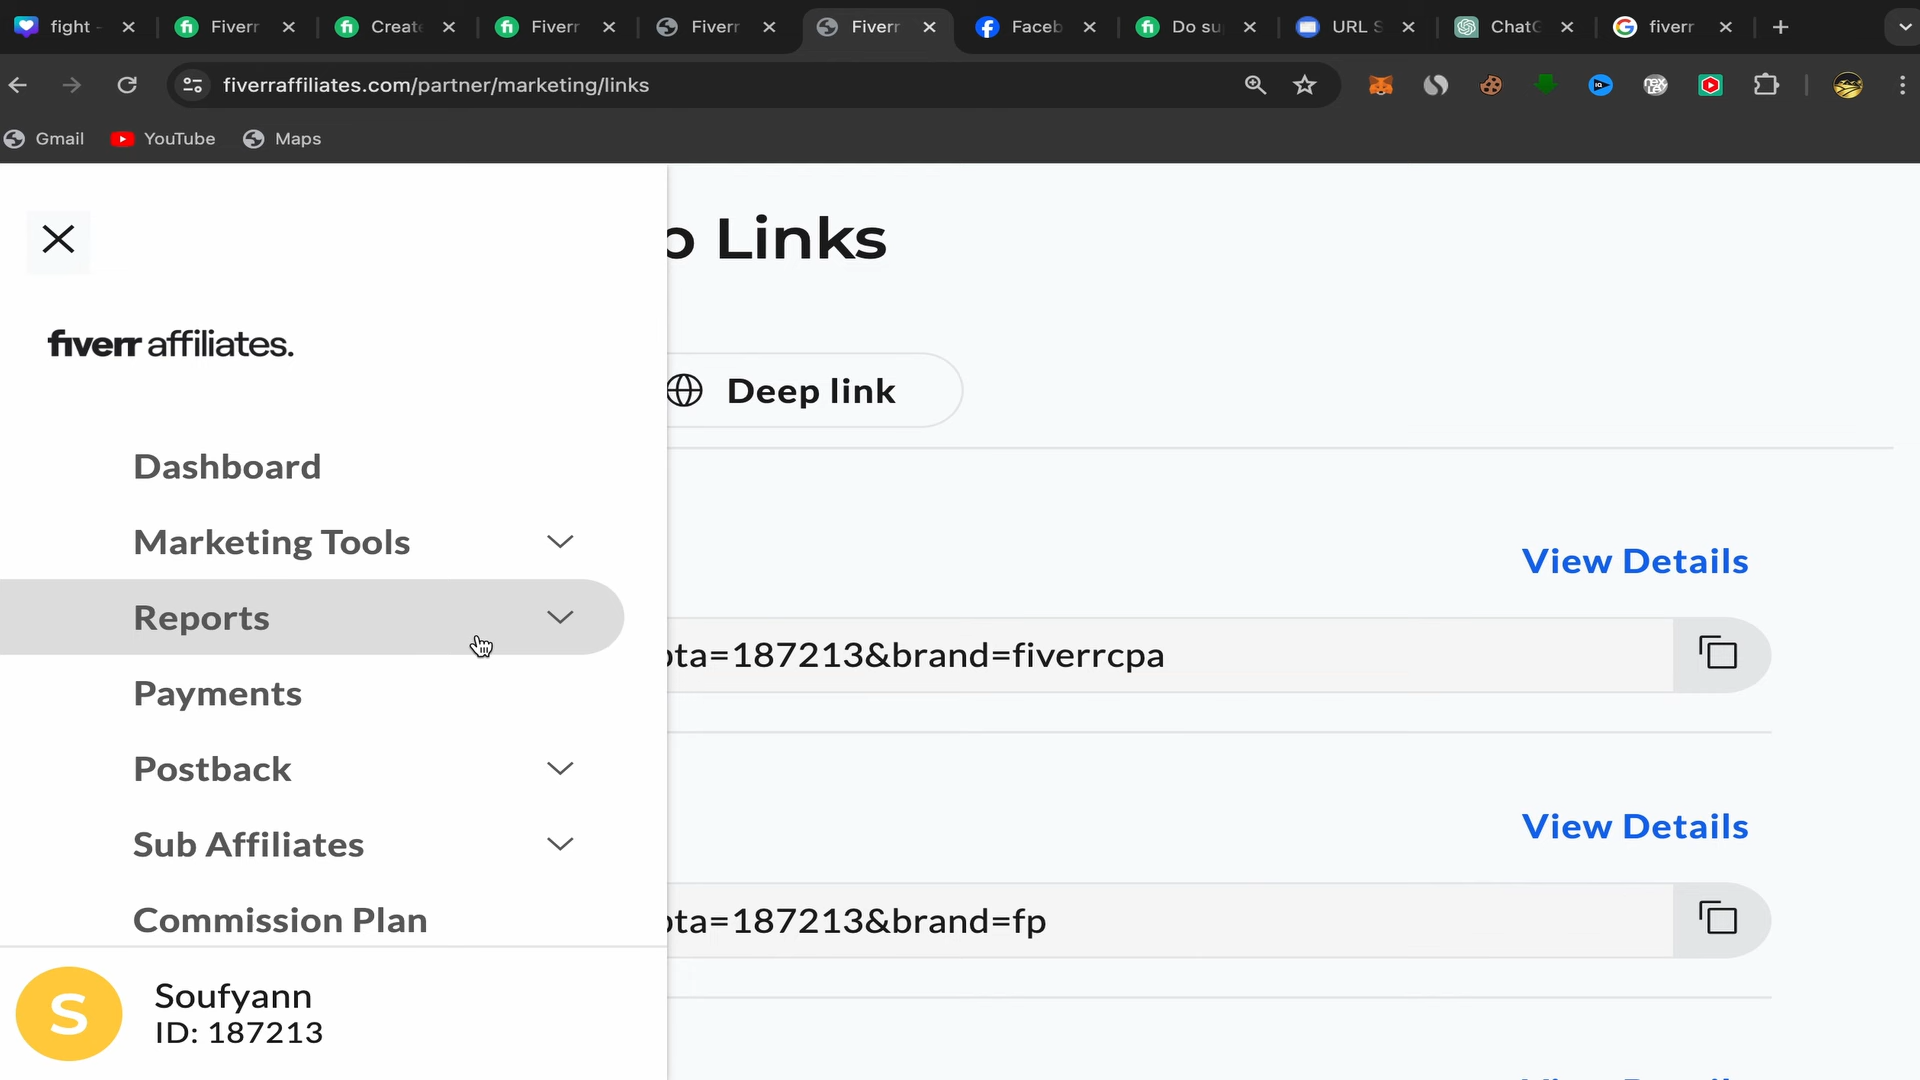 fight
Fiverr
Create
Fiverr
Fiverr
Fiverr
Faceb
Do su
URL S
ChatG
fiverr
fiverraffiliates.com/partner/marketing/links
Gmail
YouTube
Maps
fiverr affiliates.
Dashboard
Marketing Tools
Reports
Payments
Postback
Sub Affiliates
Commission Plan
S
Soufyann
ID: 187213
p Links
Deep link
View Details
bta=187213&brand=fiverrcpa
View Details
bta=187213&brand=fp